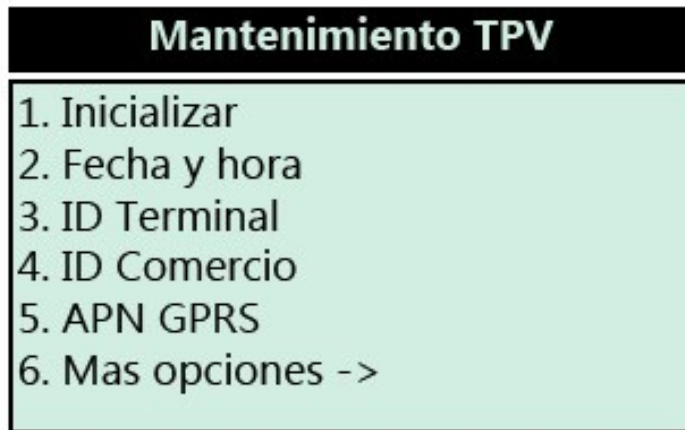 Mantenimiento TPV
1. Inicializar
2. Fecha y hora
3. ID Terminal
4. ID Comercio
5. APN GPRS
6. Mas opciones ->